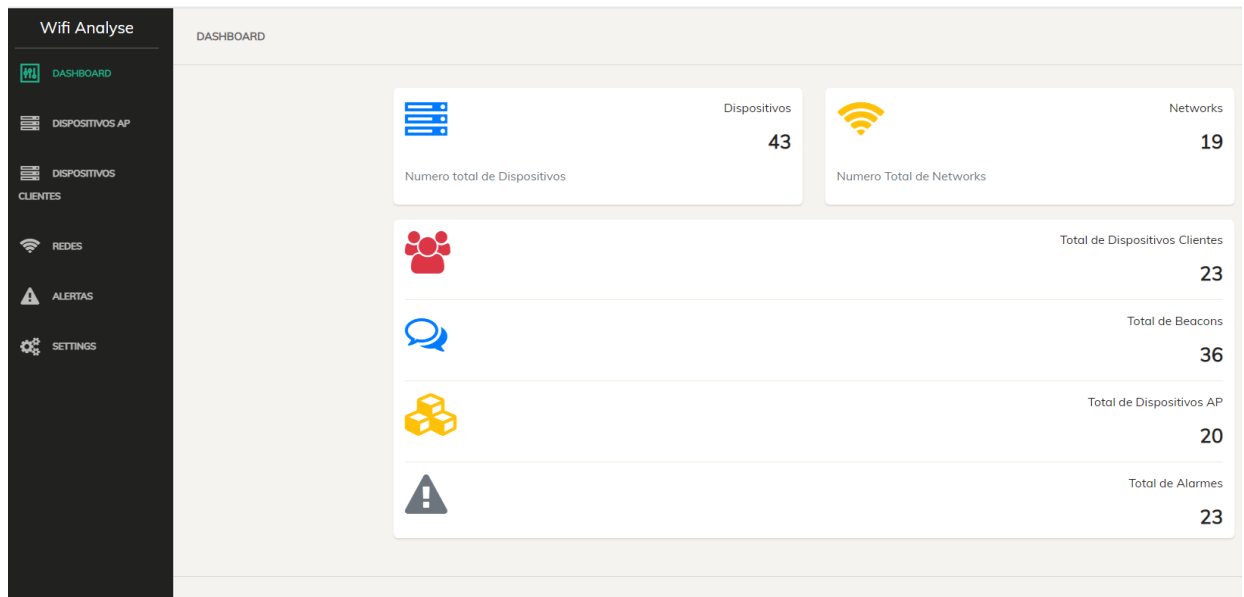 Wifi Analyse
DASHBOARD
DISPOSITIVOS AP
DISPOSITIVOS
CLIENTES
REDES
ALERTAS
SETTINGS
DASHBOARD
Dispositivos
43
Numero total de Dispositivos
Networks
19
Numero Total de Networks
Total de Dispositivos Clientes
23
Total de Beacons
36
Total de Dispositivos AP
20
Total de Alarmes
23